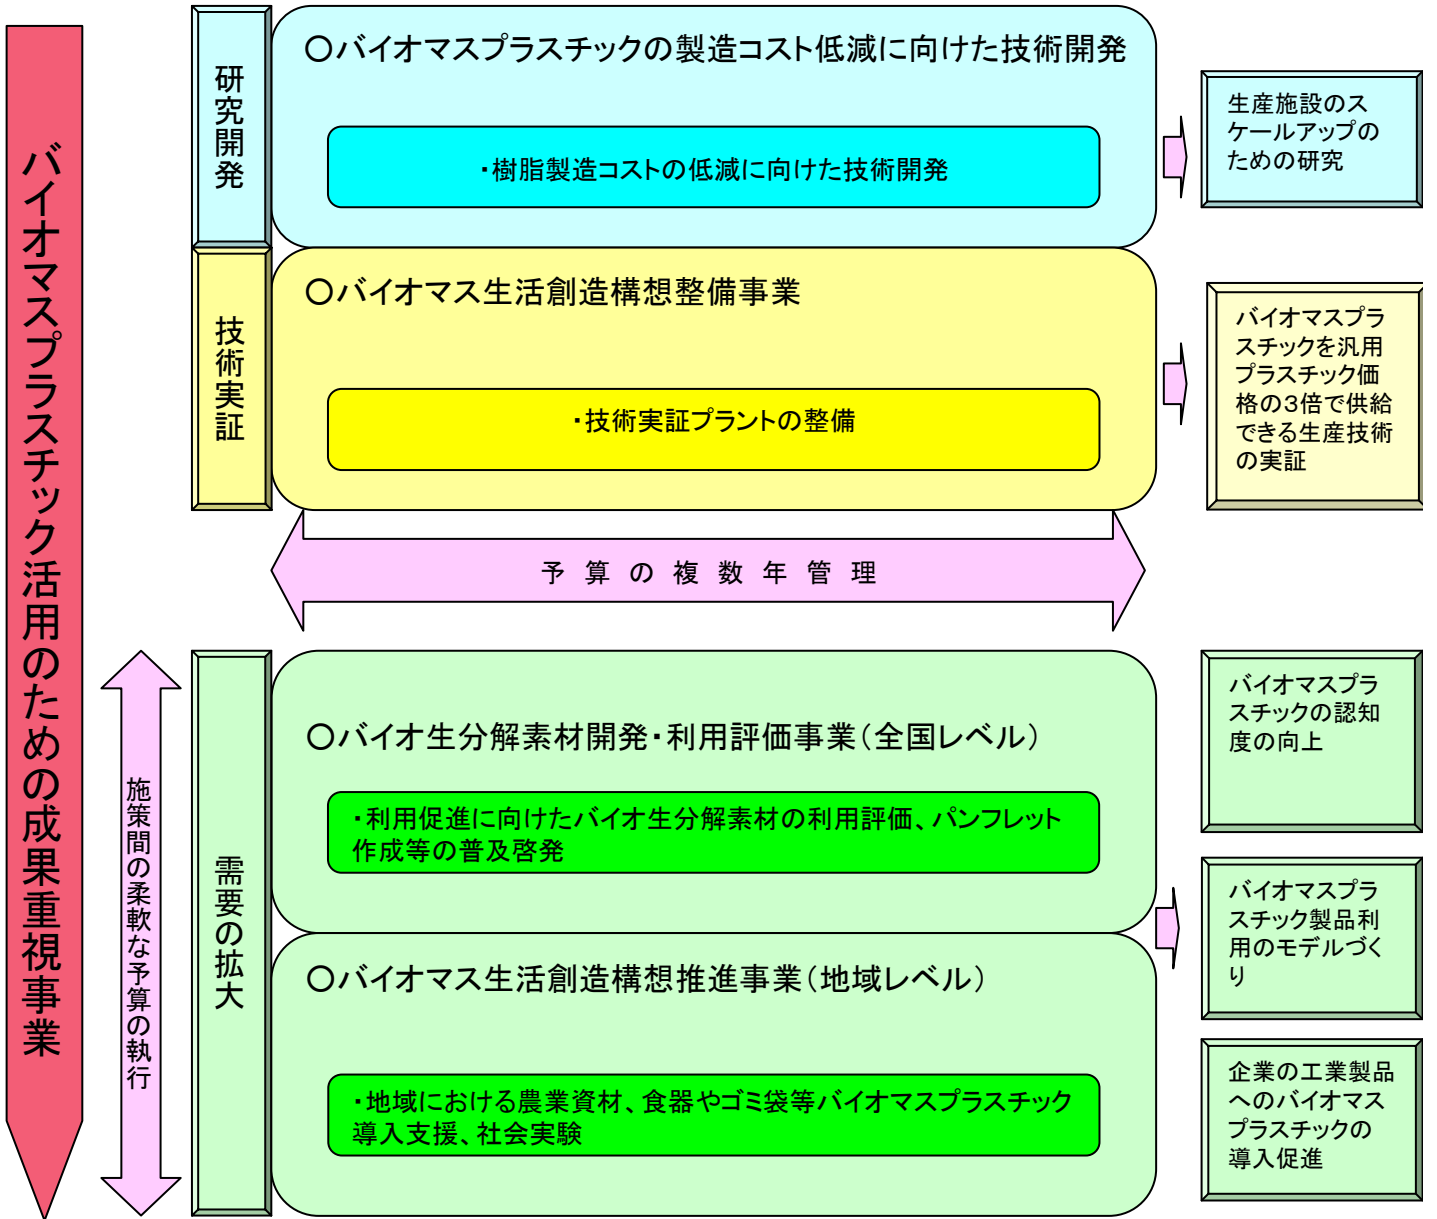 バイオマスプラスチック活用のための成果重視事業
研究開発
〇バイオマスプラスチックの製造コスト低減に向けた技術開発
・樹脂製造コストの低減に向けた技術開発
生産施設のス
ケールアップの
ための研究
技術実証
〇バイオマス生活創造構想整備事業
・技術実証プラントの整備
バイオマスプラ
スチックを汎用
プラスチック価
格の3倍で供給
できる生産技術
の実証
予算の複数年管理
施策間の柔軟な予算の執行
需要の拡大
〇バイオ生分解素材開発・利用評価事業(全国レベル)
・利用促進に向けたバイオ生分解素材の利用評価、パンフレット
作成等の普及啓発
バイオマスプラ
スチックの認知
度の向上
バイオマスプラ
スチック製品利
用のモデルづく
り
〇バイオマス生活創造構想推進事業(地域レベル)
・地域における農業資材、食器やゴミ袋等バイオマスプラスチック
導入支援、社会実験
企業の工業製品
へのバイオマス
プラスチックの
導入促進